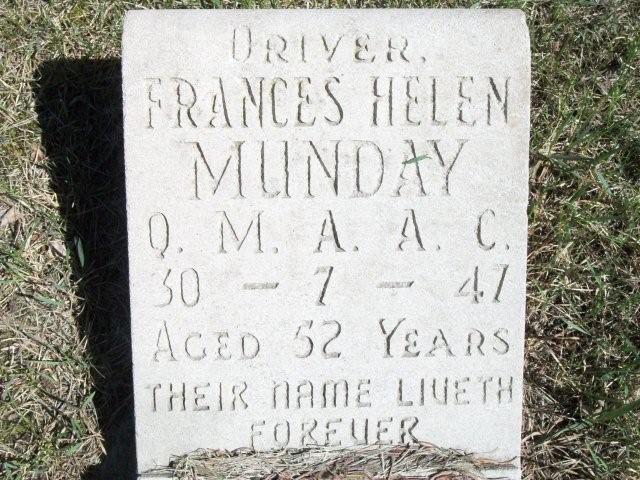 DRIVER.
FRANCES HELEN
MUNDAY
Q. M. A. A. C.
30 – 7 – 47
AGED 52 YEARS
THEIR NAME LIVETH
FOREVER